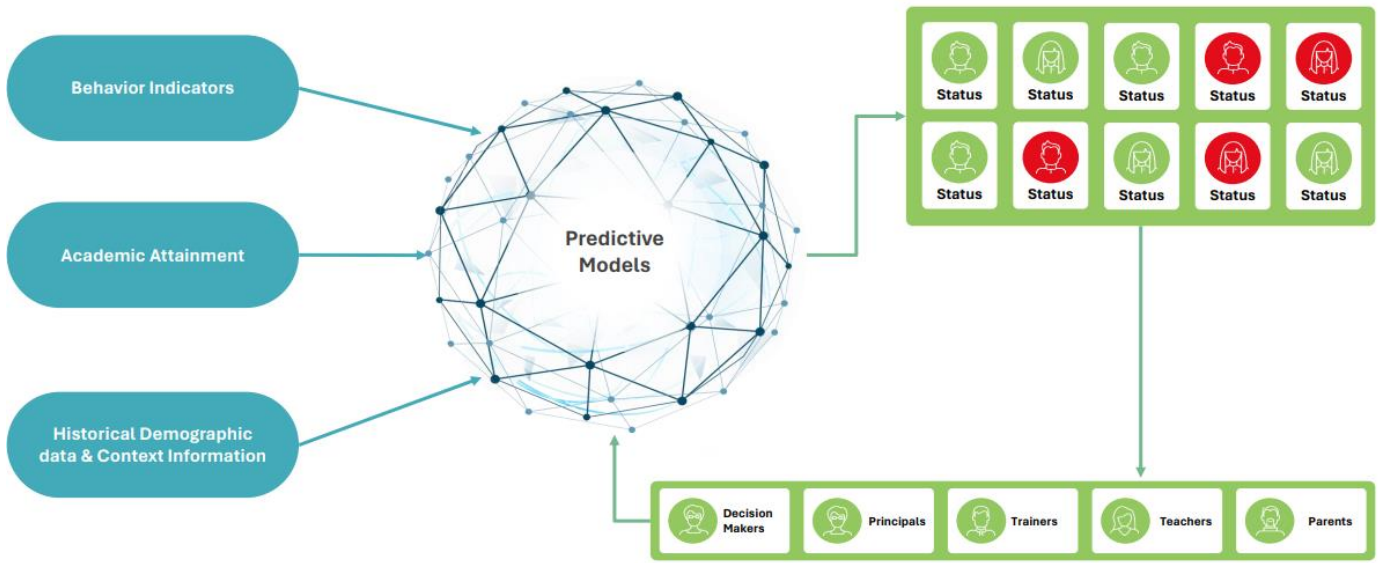 Behavior Indicators
Academic Attainment
Historical Demographic
data & Context Information
Predictive
Models
Status Status Status Status Status
Status Status Status Status Status
Decision
Makers
Principals
Trainers
Teachers
Parents